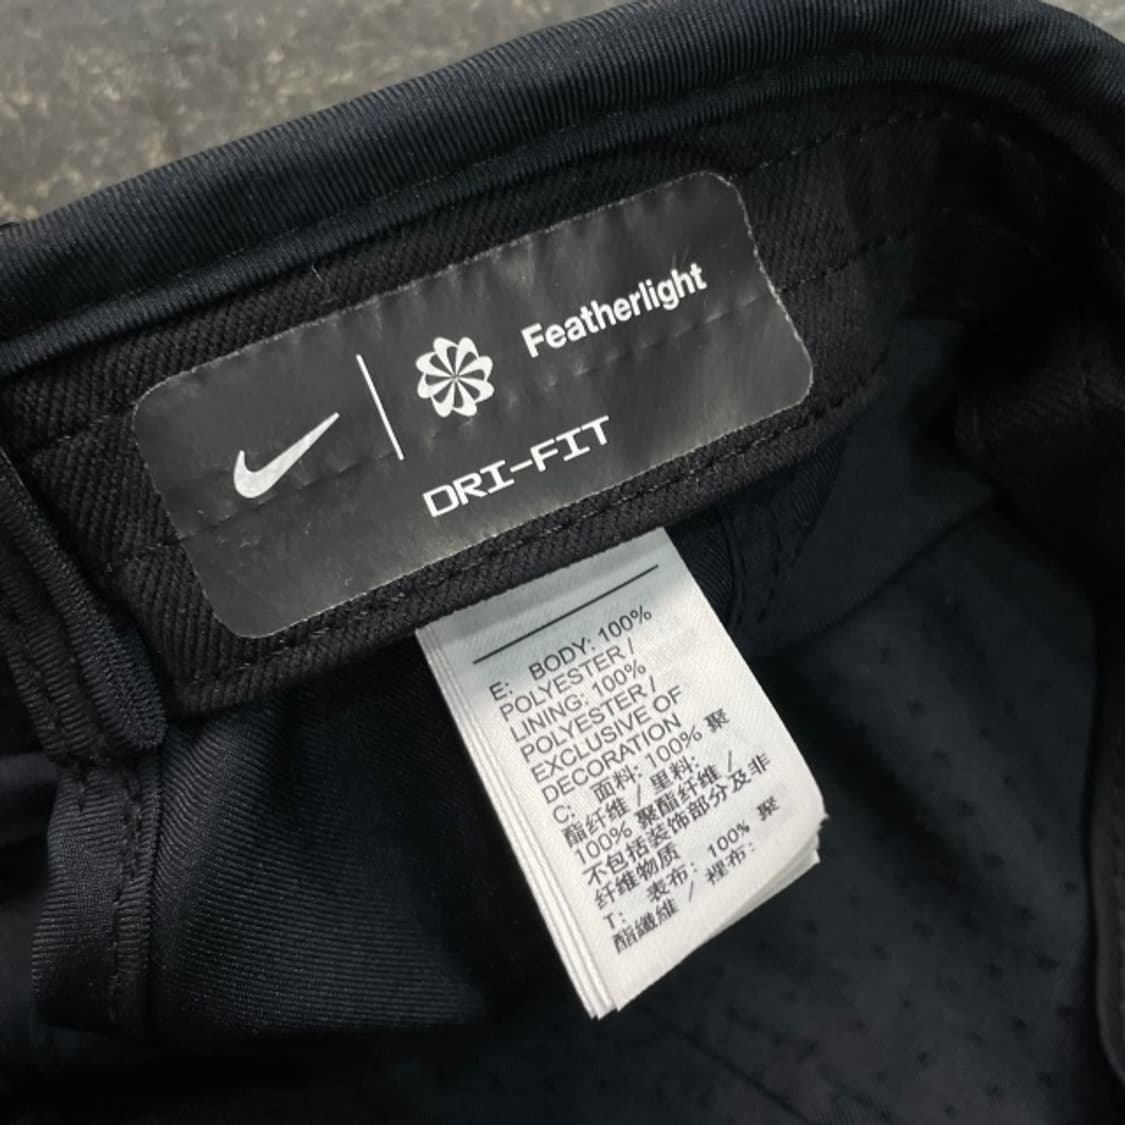 Featherlight
DRI-FIT
E: BODY: 100%
POLYESTER /
LINING: 100%
POLYESTER /
EXCLUSIVE OF
DECORATION
C: 面料: 100% 聚
酯纤维 / 里料:
100% 聚酯纤维 /
不包括装饰部分及非
纤维物质
T: 表布: 100% 聚
酯纖維 / 裡布: